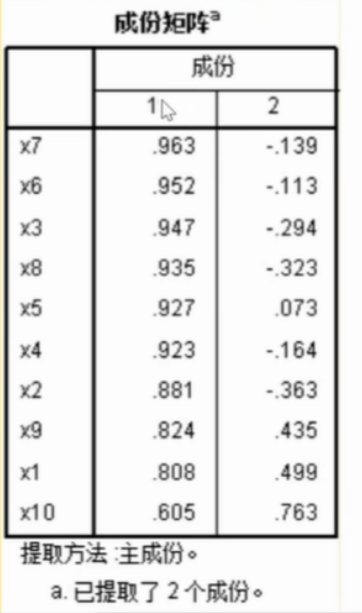 成份矩阵ª
成份
1 2
x7 .963 -.139
x6 .952 -.113
x3 .947 -.294
x8 .935 -.323
x5 .927 .073
x4 .923 -.164
x2 .881 -.363
x9 .824 .435
x1 .808 .499
x10 .605 .763
提取方法:主成份。
a. 已提取了 2 个成份。